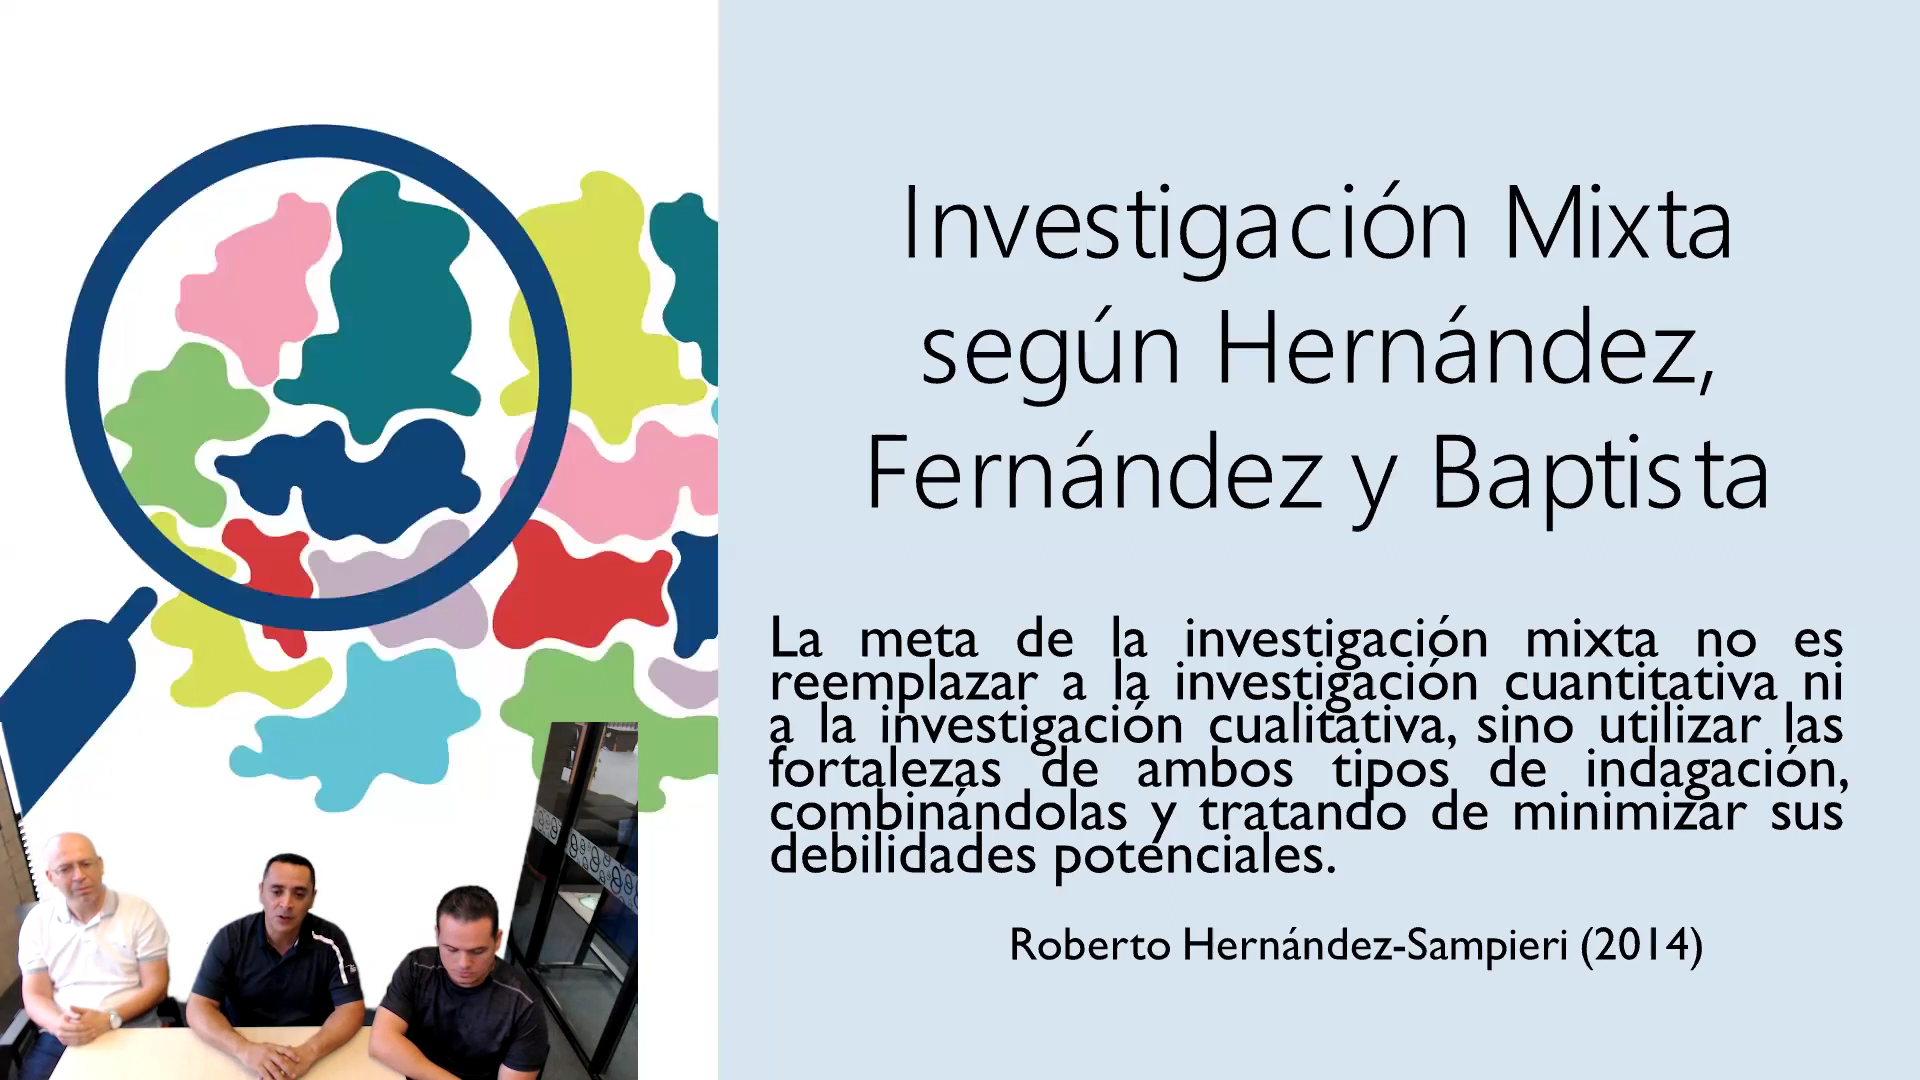 Investigación Mixta
según Hernández,
Fernández y Baptista
La meta de la investigación mixta no es
reemplazar a la investigación cuantitativa ni
a la investigación cualitativa, sino utilizar las
fortalezas de ambos tipos de indagación,
combinándolas y tratando de minimizar sus
debilidades potenciales.
Roberto Hernández-Sampieri (2014)